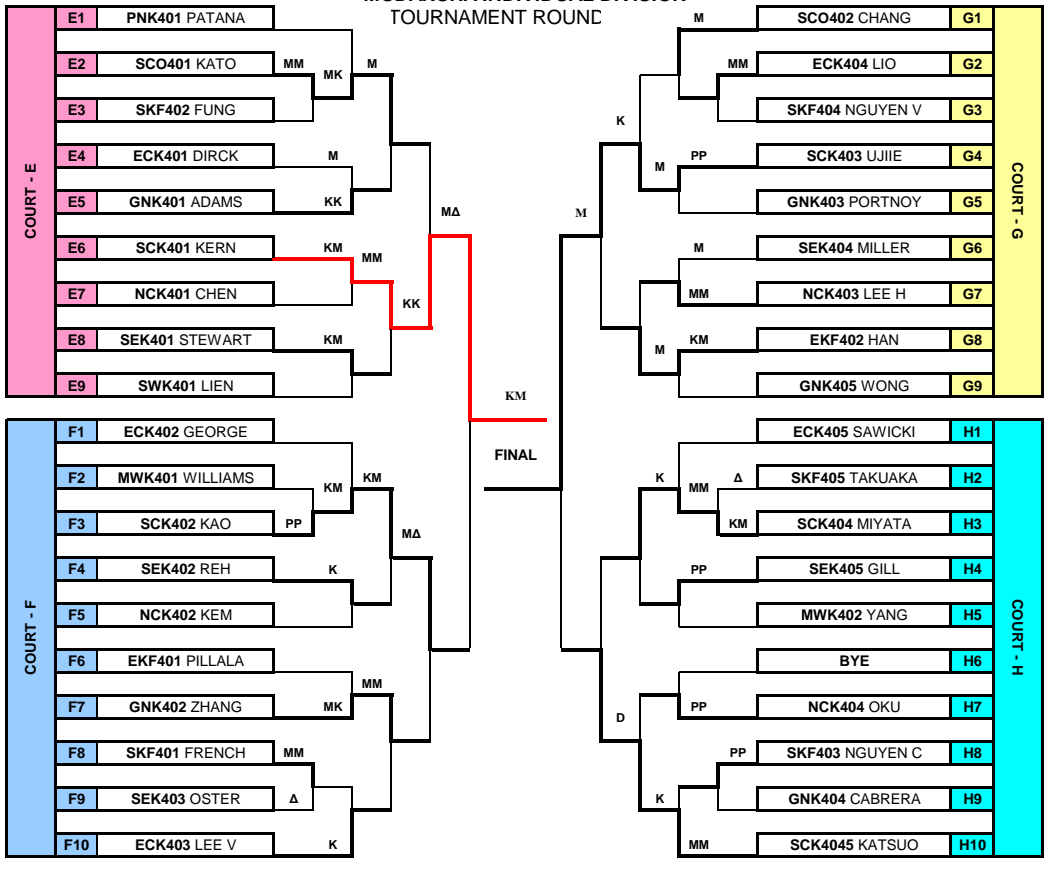 TOURNAMENT ROUND
COURT - E
E1 PNK401 PATANA
E2 SCO401 KATO MM MK M
E3 SKF402 FUNG
E4 ECK401 DIRCK M
E5 GNK401 ADAMS KK
MΔ
E6 SCK401 KERN KM MM
E7 NCK401 CHEN
KK
E8 SEK401 STEWART KM
E9 SWK401 LIEN
COURT - F
F1 ECK402 GEORGE
F2 MWK401 WILLIAMS KM KM
F3 SCK402 KAO PP
MΔ
F4 SEK402 REH K
F5 NCK402 KEM
F6 EKF401 PILLALA
MM
F7 GNK402 ZHANG MK
F8 SKF401 FRENCH MM
F9 SEK403 OSTER Δ
F10 ECK403 LEE V K
KM
FINAL
COURT - G
M SCO402 CHANG G1
MM ECK404 LIO G2
SKF404 NGUYEN V G3
K
M PP SCK403 UJIIE G4
GNK403 PORTNOY G5
M
M SEK404 MILLER G6
MM NCK403 LEE H G7
M KM EKF402 HAN G8
GNK405 WONG G9
COURT - H
ECK405 SAWICKI H1
K MM Δ SKF405 TAKUAKA H2
KM SCK404 MIYATA H3
PP SEK405 GILL H4
MWK402 YANG H5
BYE H6
D PP NCK404 OKU H7
PP SKF403 NGUYEN C H8
K GNK404 CABRERA H9
MM SCK4045 KATSUO H10